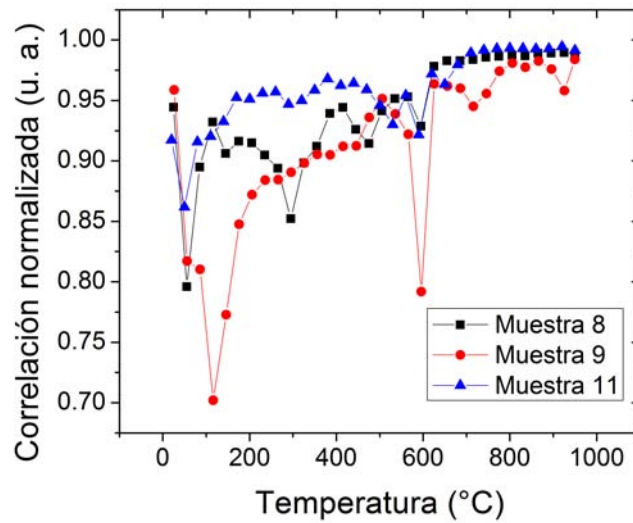 Correlación normalizada (u. a.)
1.00
0.95
0.90
0.85
0.80
0.75
0.70
Muestra 8
Muestra 9
Muestra 11
0 200 400 600 800 1000
Temperatura (°C)